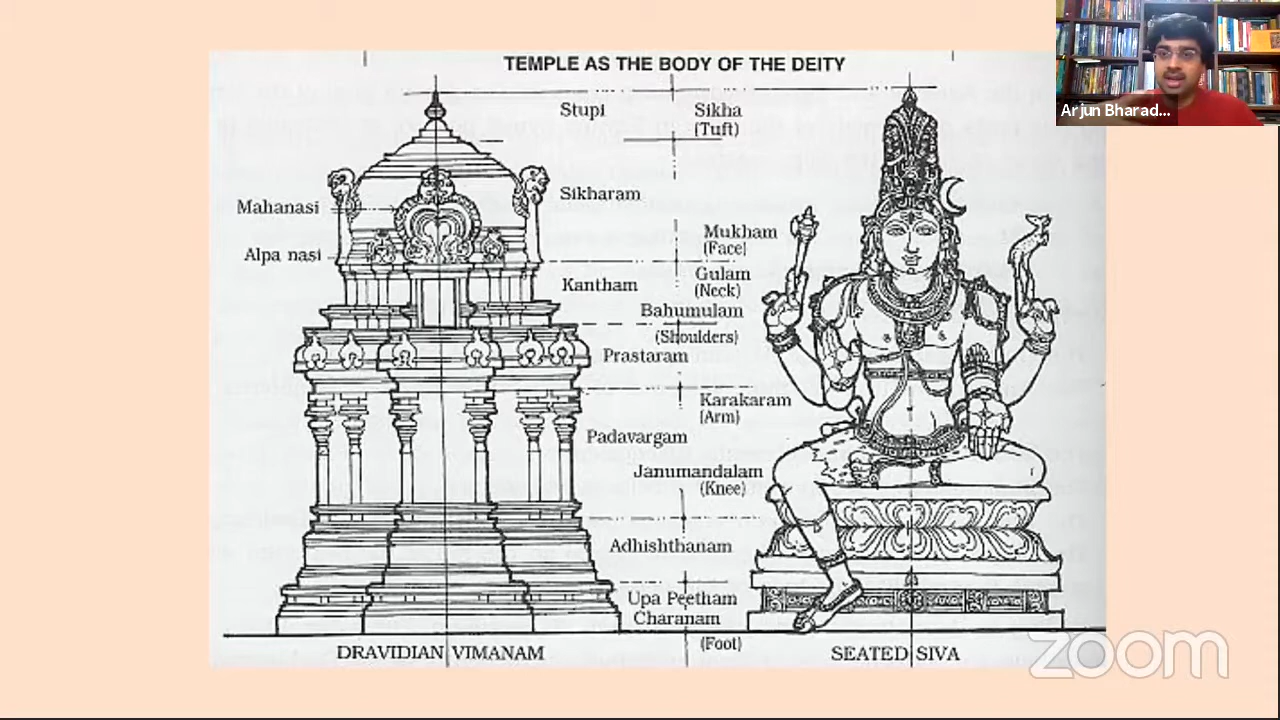 TEMPLE AS THE BODY OF THE DEITY
Stupi
Sikha
(Tuft)
Sikharam
Mahanasi
Mukham
(Face)
Alpa nasi
Gulam
(Neck)
Kantham
Bahumulam
(Shoulders)
Prastaram
Karakaram
(Arm)
Padavargam
Janumandalam
(Knee)
Adhishthanam
Upa Peetham
Charanam
(Foot)
DRAVIDIAN VIMANAM
SEATED SIVA
Arjun Bharad...
zoom